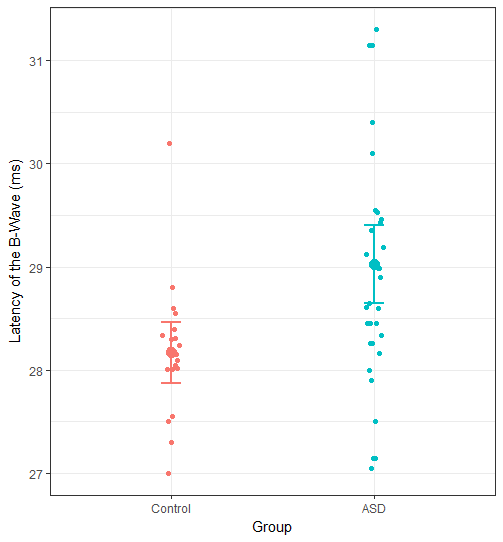 Latency of the B-Wave (ms)
31
30
29
28
27
Control
ASD
Group